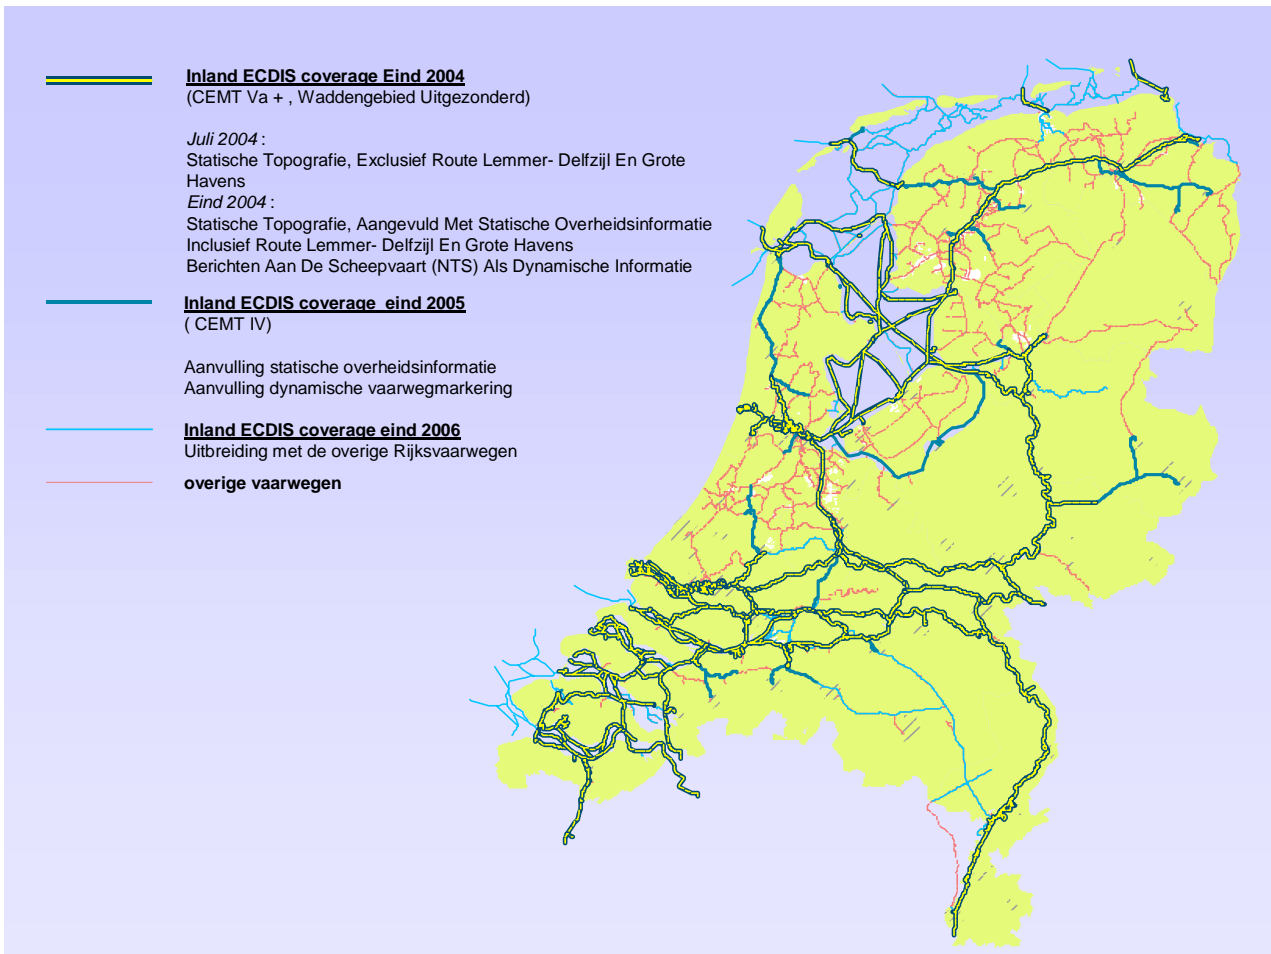 Inland ECDIS coverage Eind 2004
(CEMT Va + , Waddengebied Uitgezonderd)
Juli 2004 :
Statische Topografie, Exclusief Route Lemmer- Delfzijl En Grote
Havens
Eind 2004 :
Statische Topografie, Aangevuld Met Statische Overheidsinformatie
Inclusief Route Lemmer- Delfzijl En Grote Havens
Berichten Aan De Scheepvaart (NTS) Als Dynamische Informatie
Inland ECDIS coverage eind 2005
( CEMT IV)
Aanvulling statische overheidsinformatie
Aanvulling dynamische vaarwegmarkering
Inland ECDIS coverage eind 2006
Uitbreiding met de overige Rijksvaarwegen
overige vaarwegen